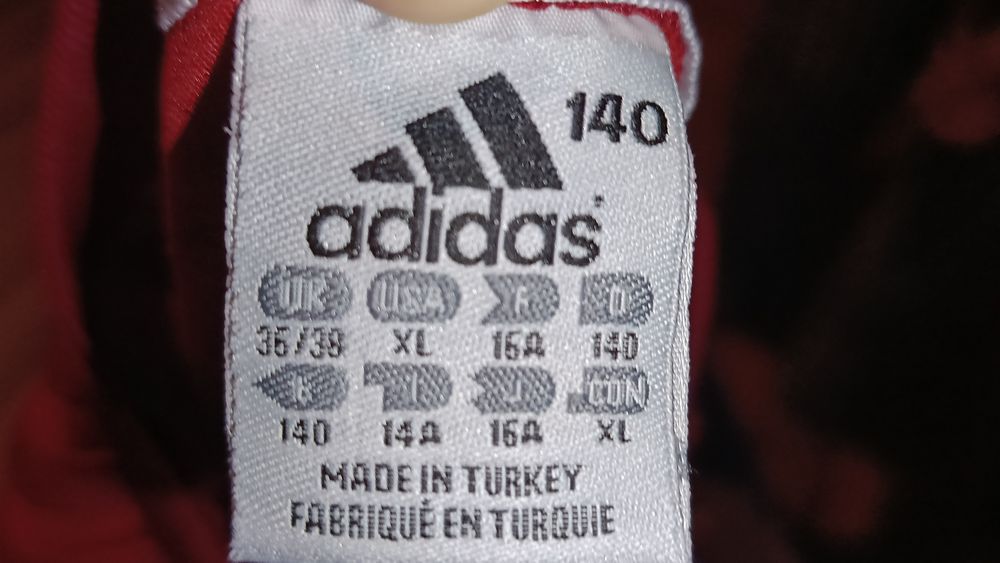 140
adidas
UK USA F D
36/38 XL 16A 140
E I J CDN
140 14A 16A XL
MADE IN TURKEY
FABRIQUÉ EN TURQUIE